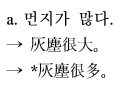 a. 먼지가 많다.
→ 灰塵很大。
→ *灰塵很多。